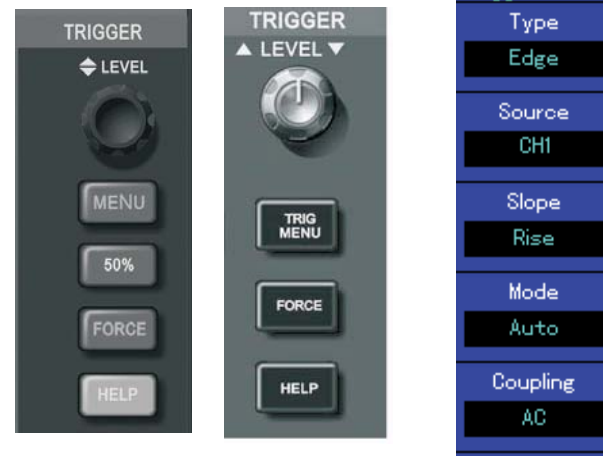 TRIGGER
LEVEL
MENU
50%
FORCE
HELP
TRIGGER
▲ LEVEL ▼
TRIG
MENU
FORCE
HELP
Type
Edge
Source
CH1
Slope
Rise
Mode
Auto
Coupling
AC